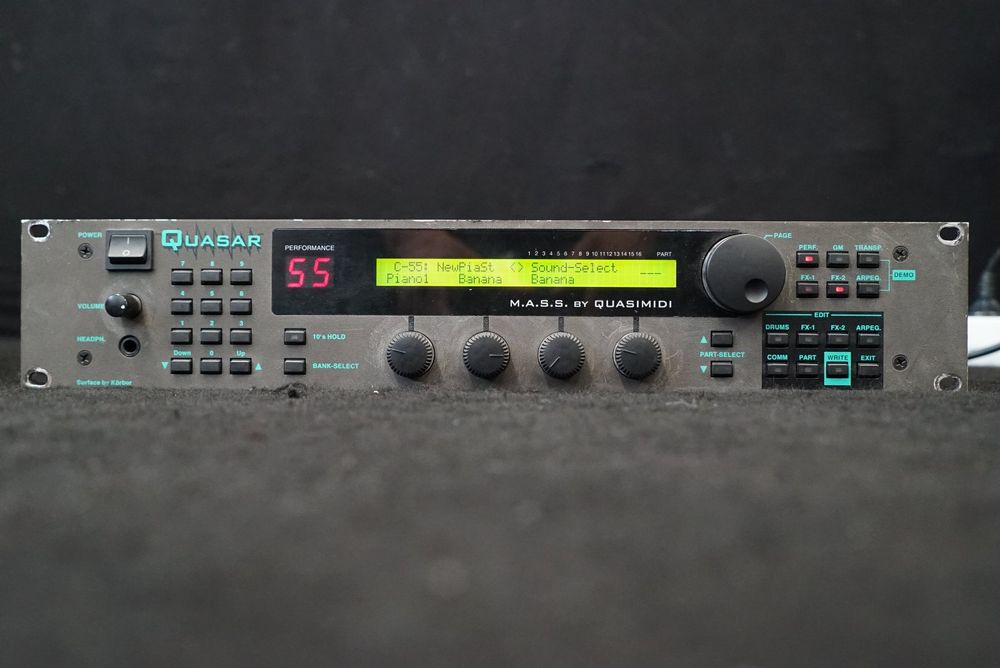 POWER
QUASAR
VOLUME
HEADPH.
Surface by Körbor
7 8 9
4 5 6
1 2 3
Down 0 Up
10's HOLD
BANK-SELECT
PERFORMANCE
55
1 2 3 4 5 6 7 8 9 10 11 12 13 14 15 16 PART
C-55: NewPiaSt <> Sound-Select ---
Piano1 Banana Banana
M.A.S.S. BY QUASIMIDI
PAGE
PART-SELECT
PERF. GM TRANSP.
FX-1 FX-2 ARPEG.
DEMO
EDIT
DRUMS FX-1 FX-2 ARPEG.
COMM PART WRITE EXIT